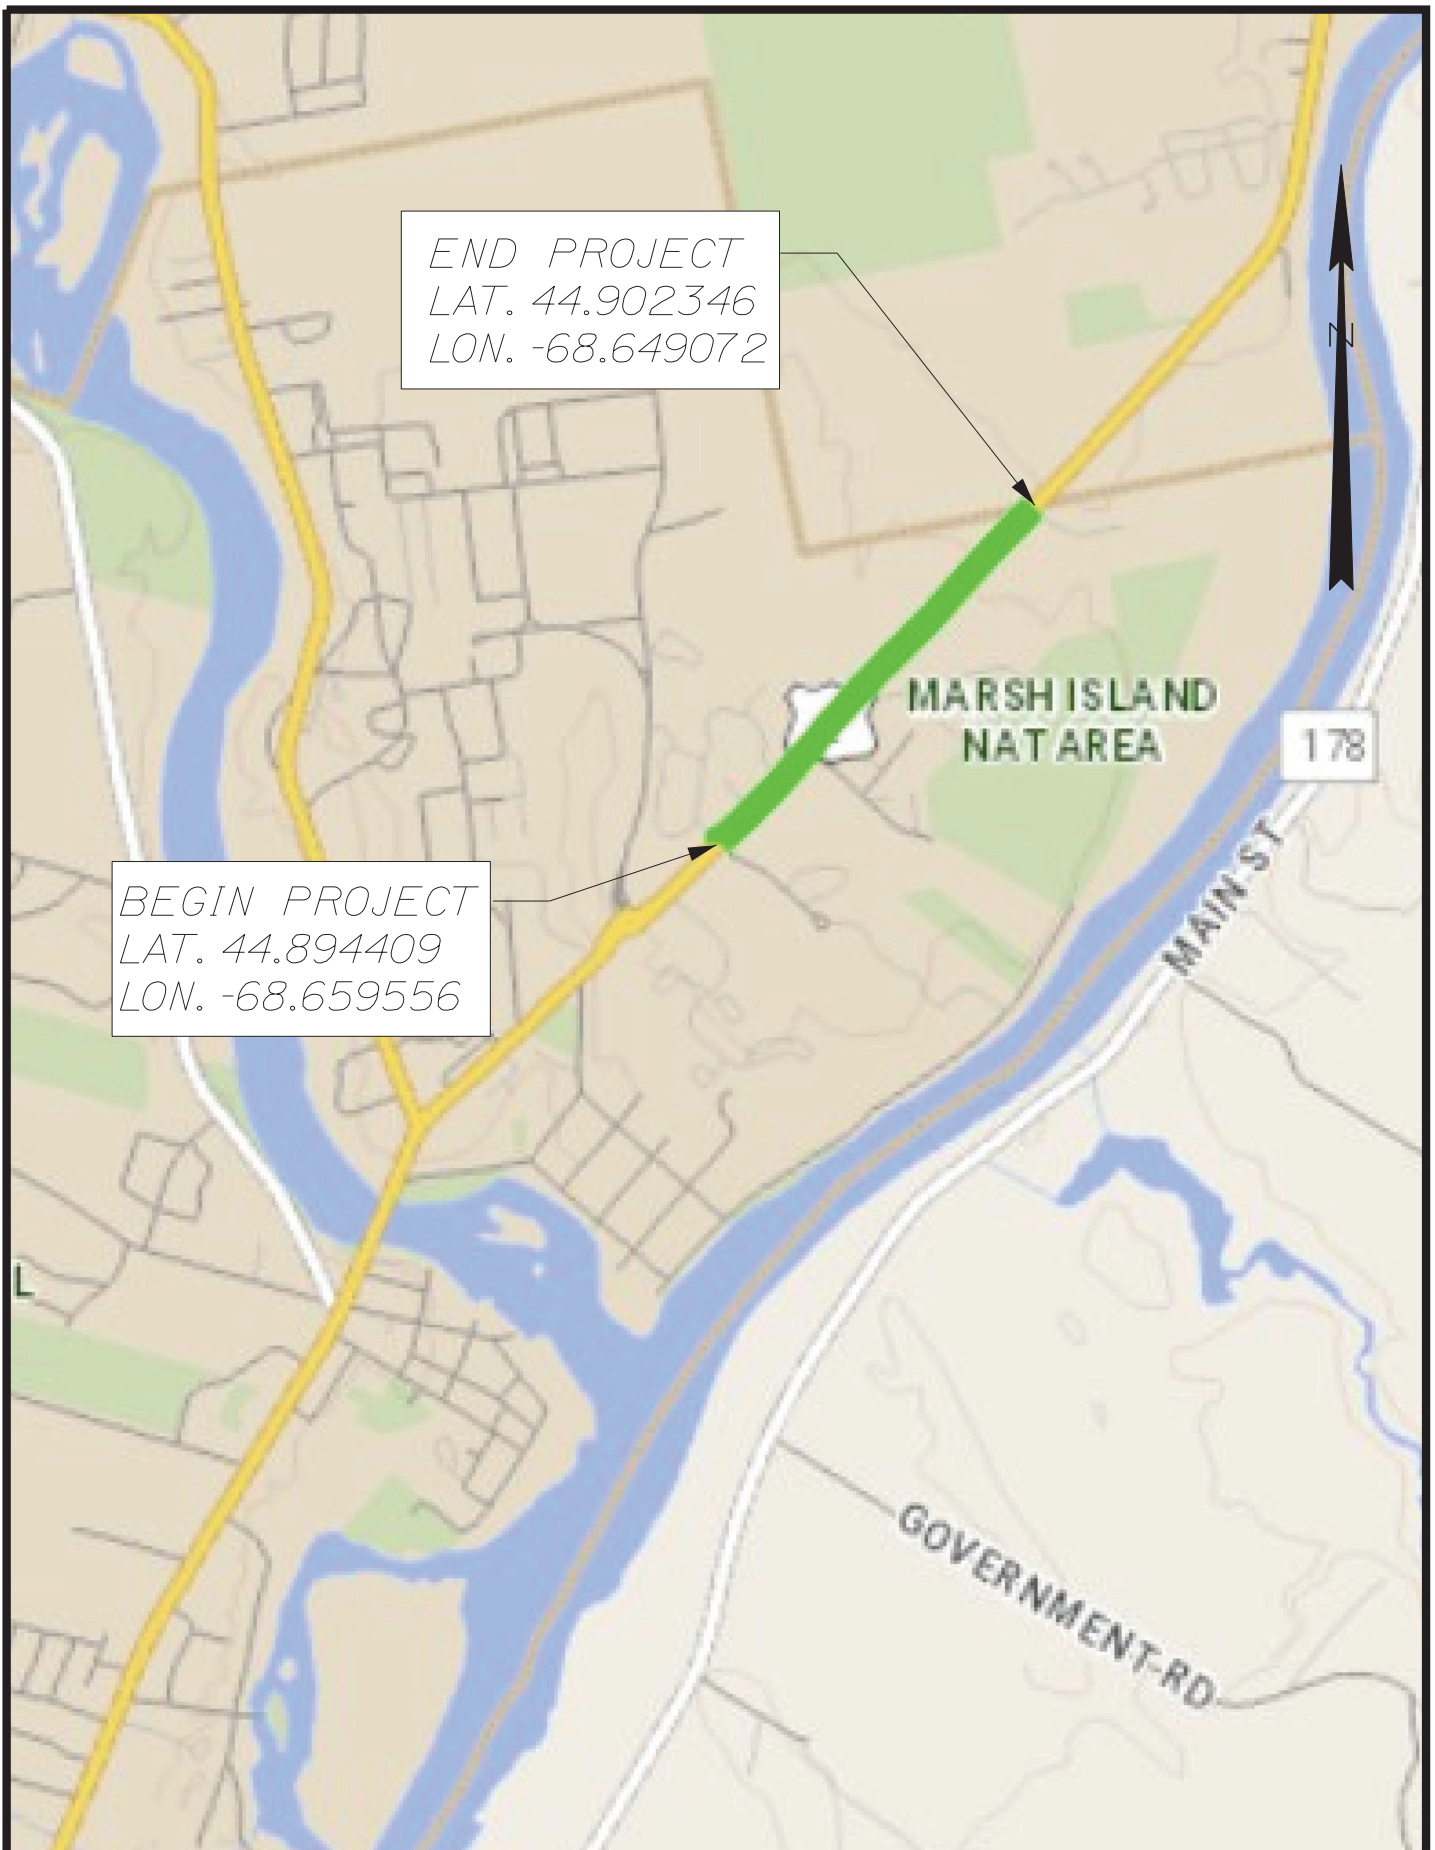 END PROJECT
LAT. 44.902346
LON. -68.649072
N
MARSH ISLAND
NAT AREA
178
MAIN ST
BEGIN PROJECT
LAT. 44.894409
LON. -68.659556
L
GOVERNMENT RD